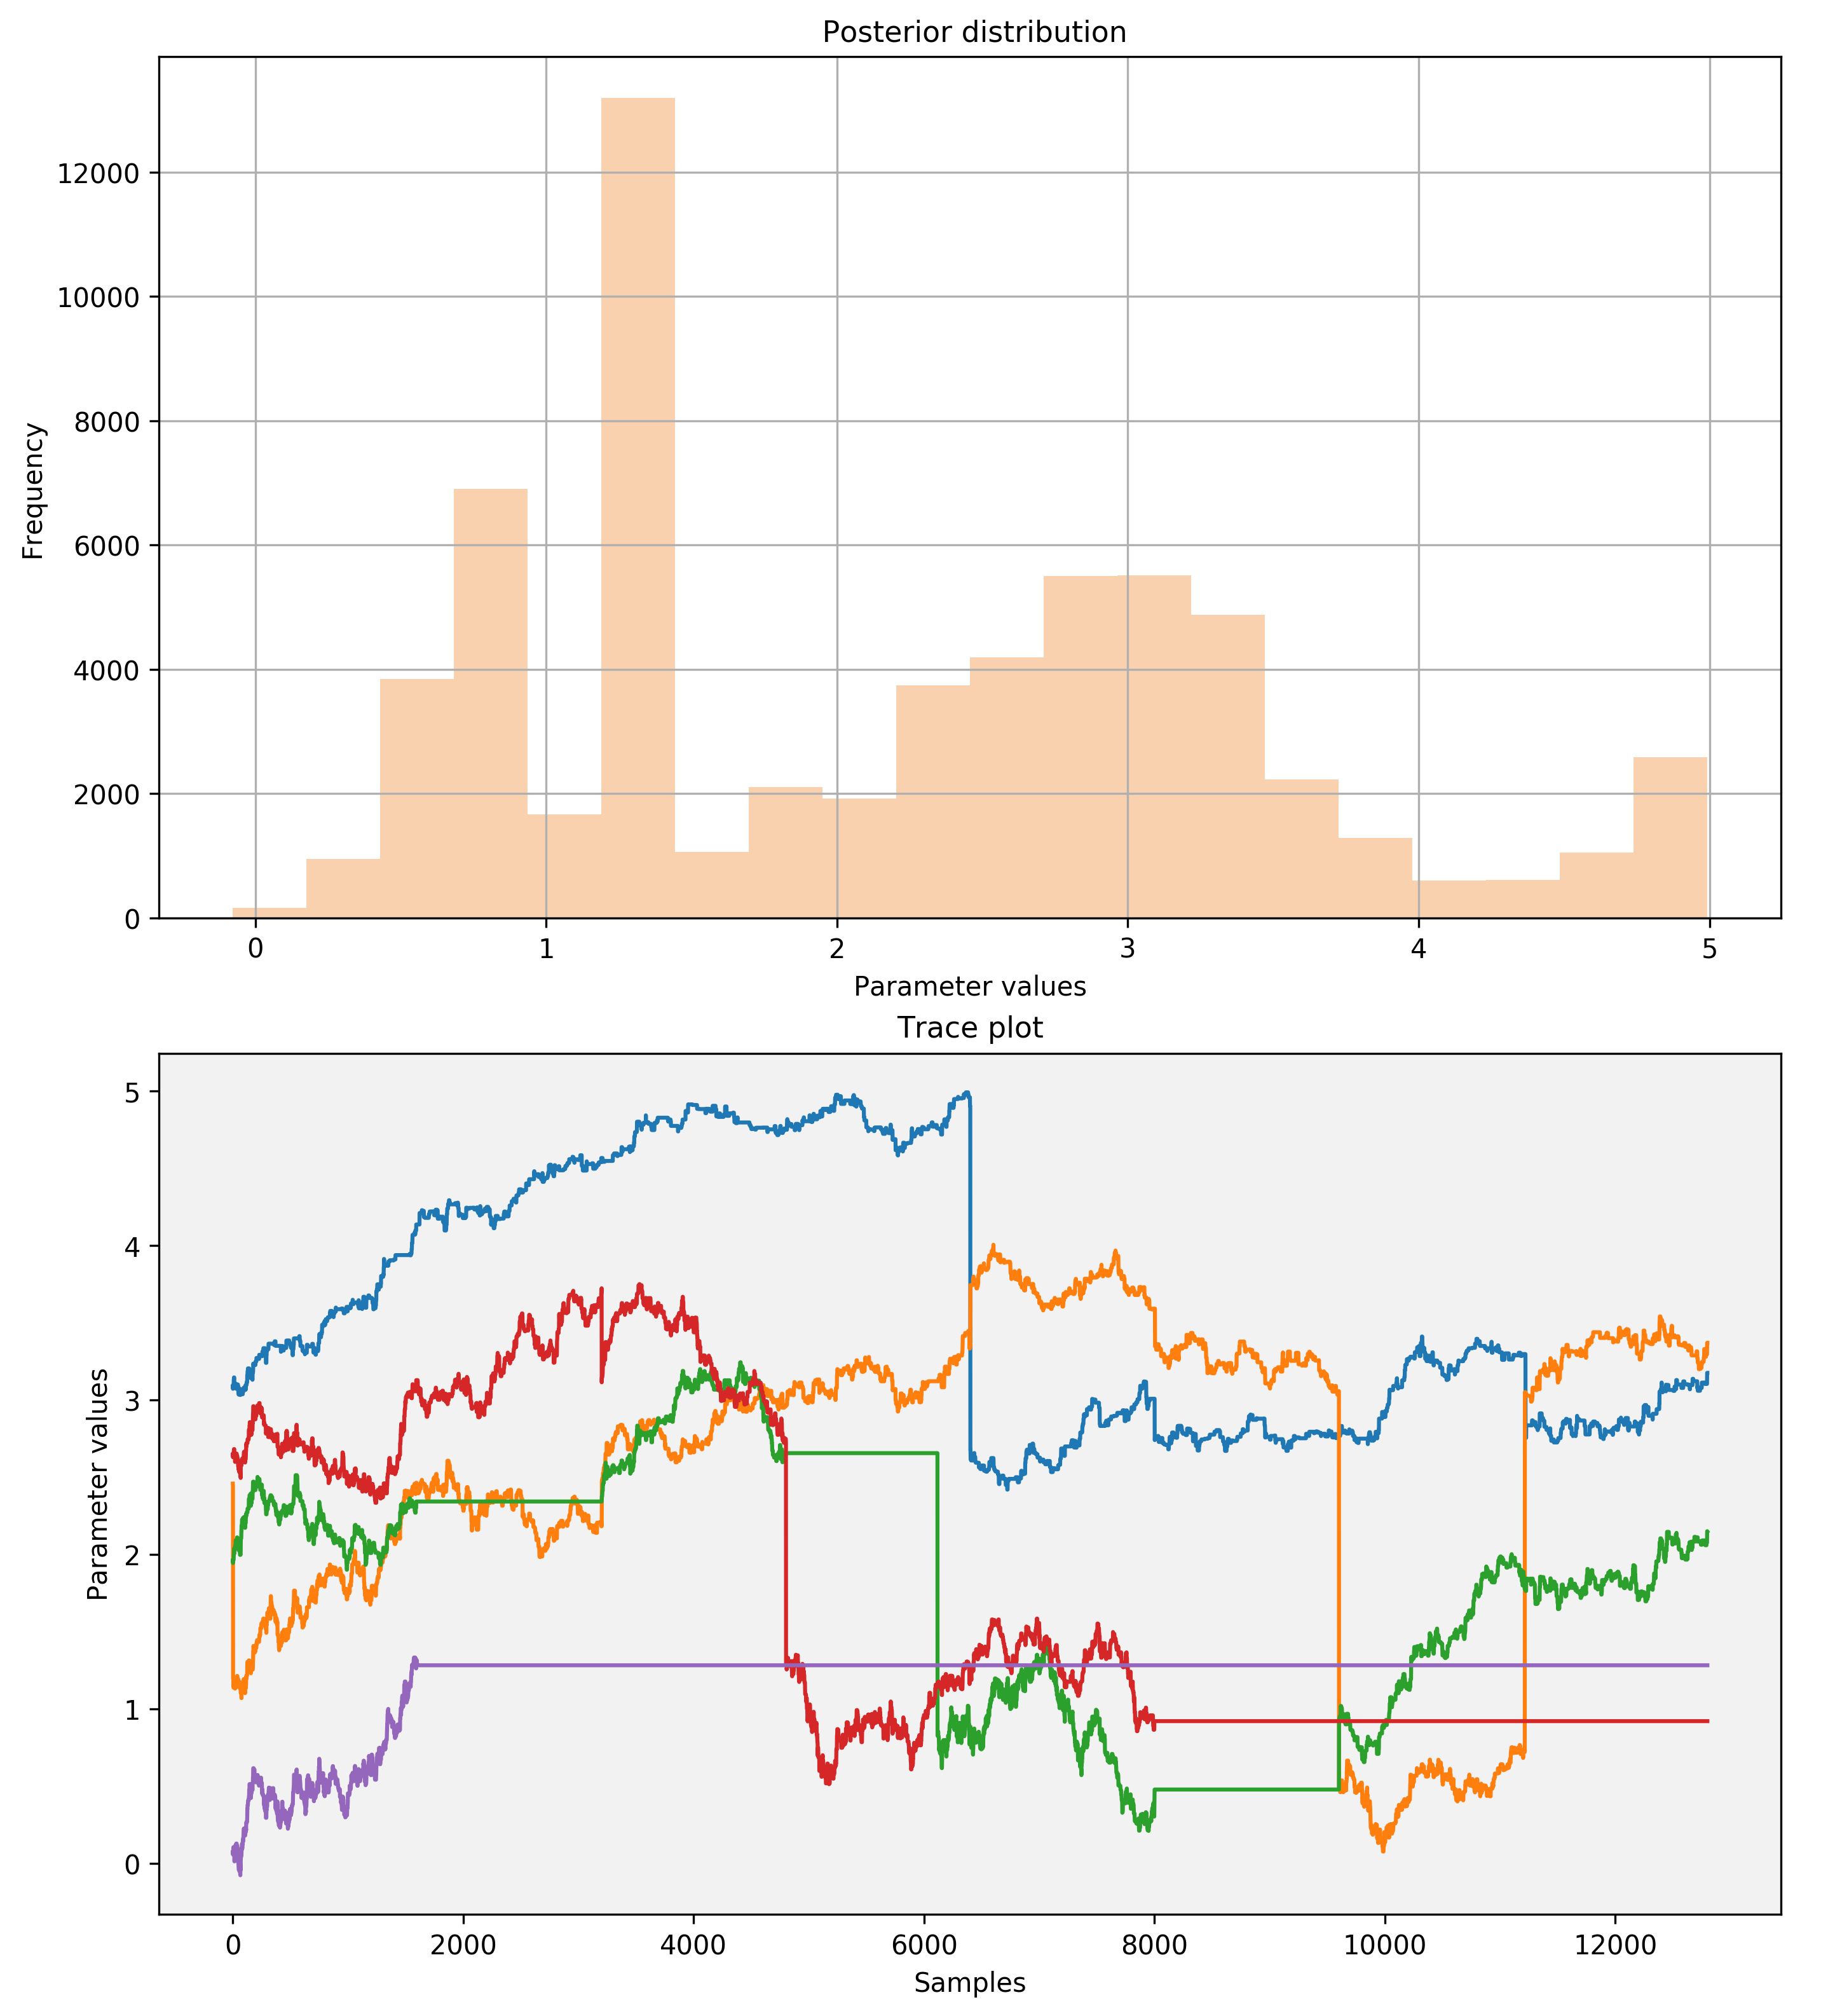 Posterior distribution
12000
10000
8000
6000
4000
2000
0
Frequency
0 1 2 3 4 5
Parameter values
Trace plot
5
4
3
2
1
0
Parameter values
0 2000 4000 6000 8000 10000 12000
Samples